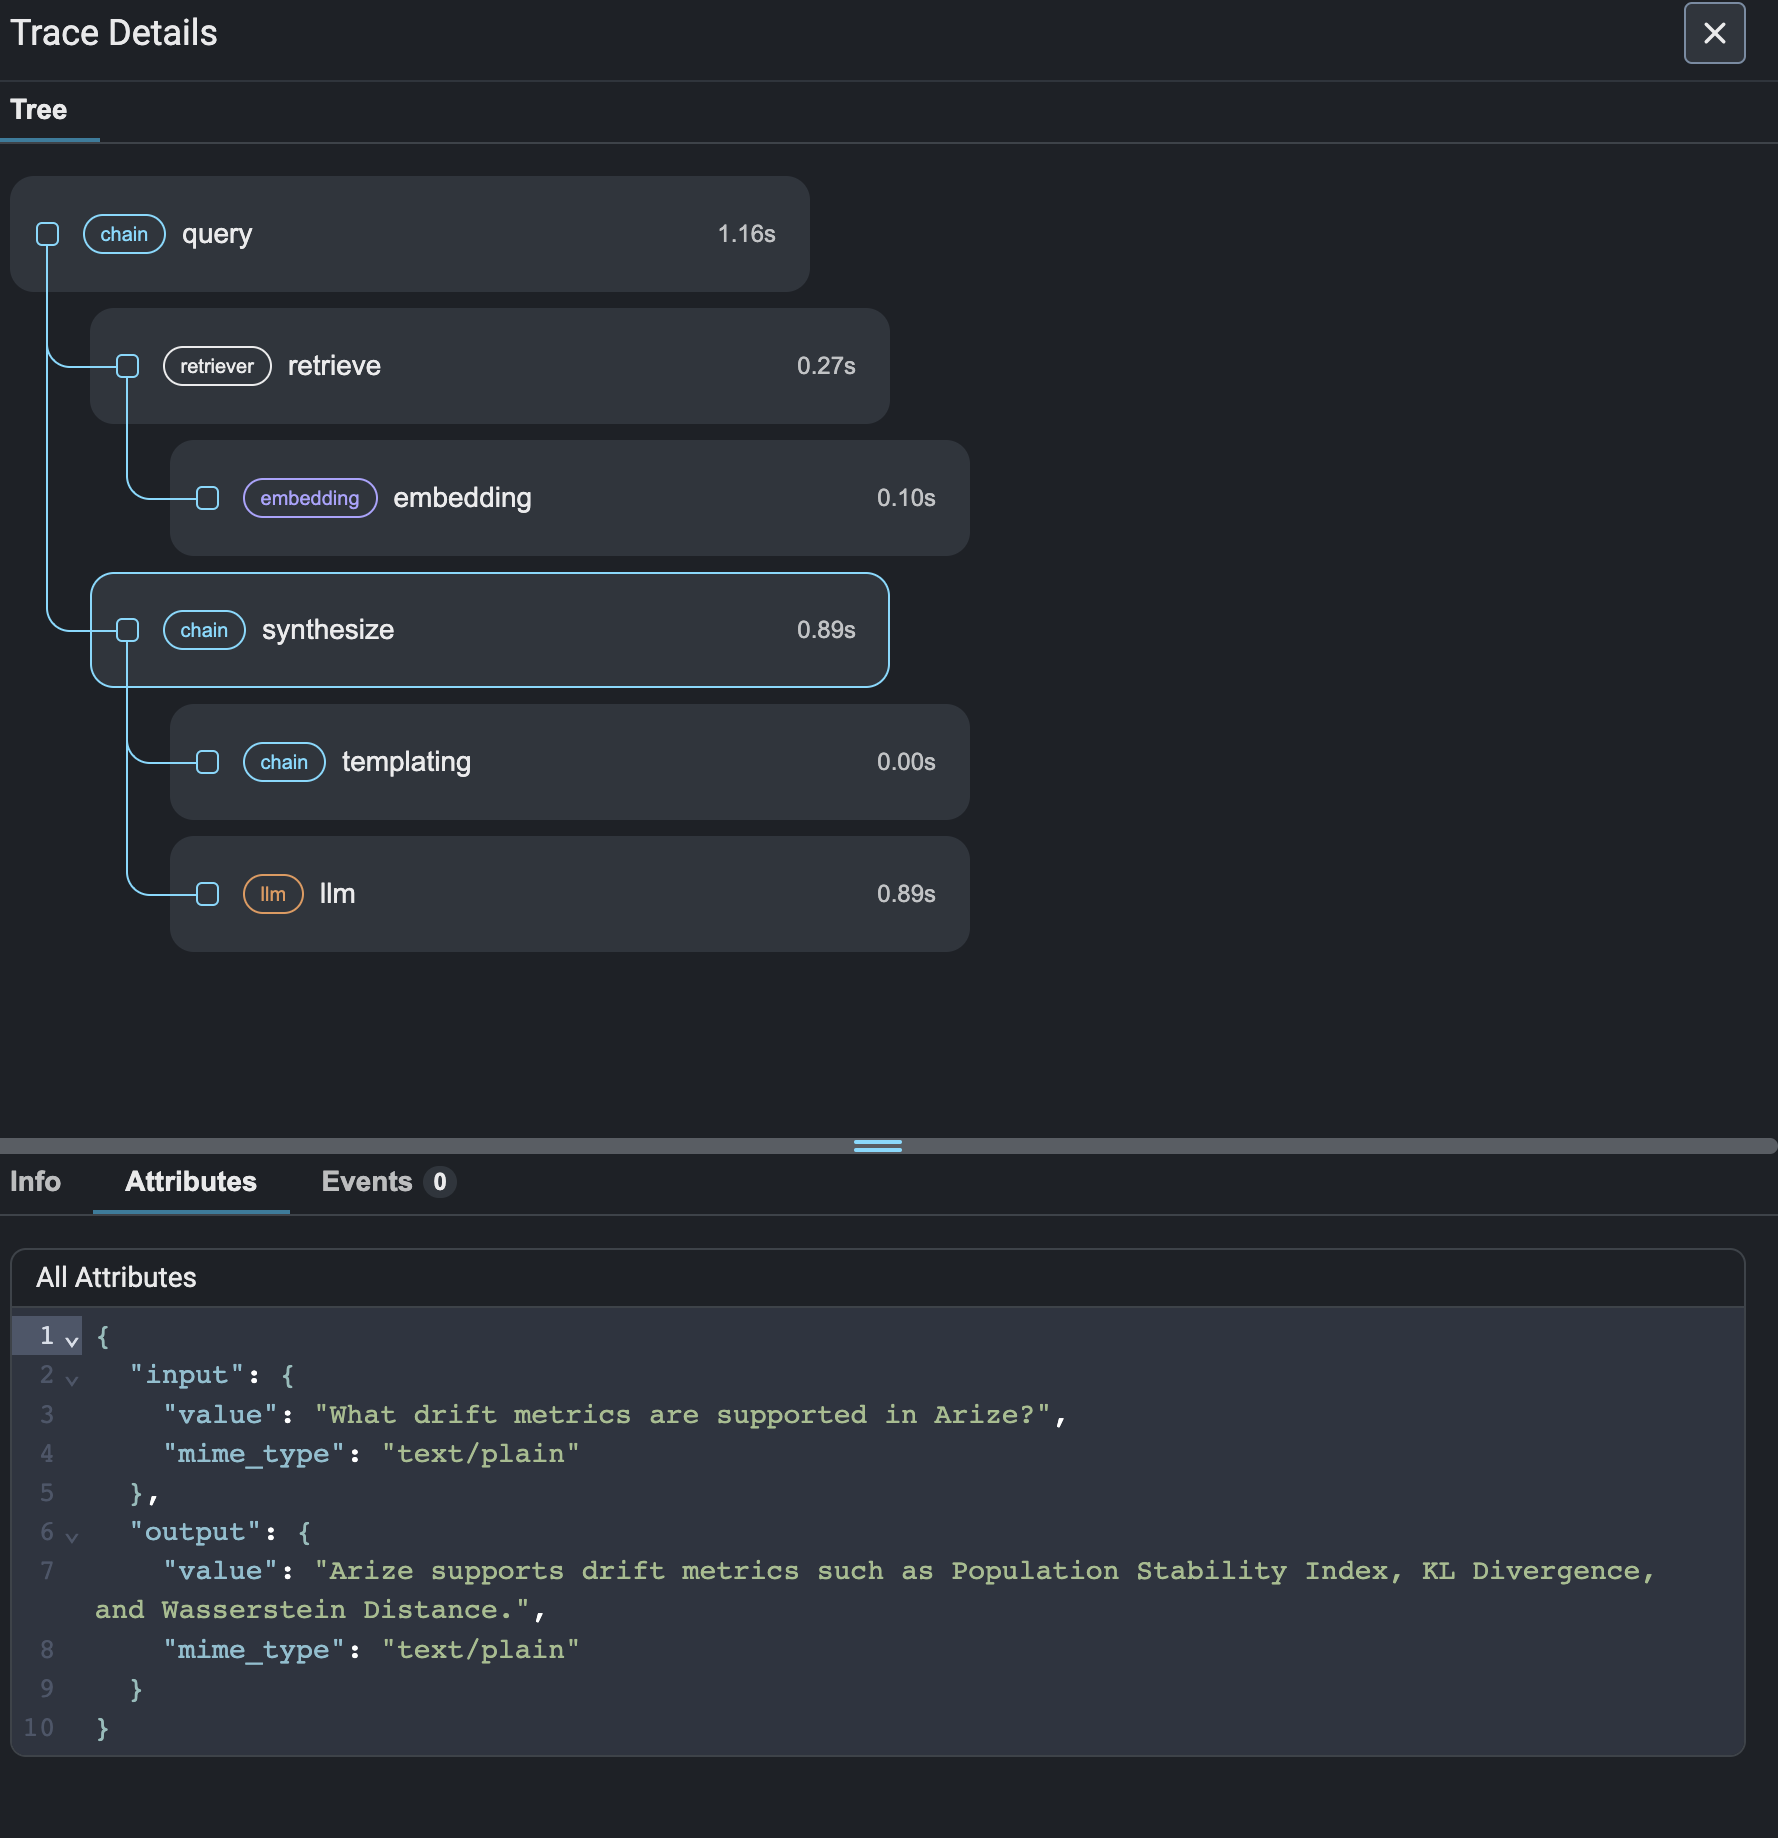 Trace Details
Tree
chain query 1.16s
retriever retrieve 0.27s
embedding embedding 0.10s
chain synthesize 0.89s
chain templating 0.00s
llm llm 0.89s
Info Attributes Events 0
All Attributes
1 {
2 "input": {
3 "value": "What drift metrics are supported in Arize?",
4 "mime_type": "text/plain"
5 },
6 "output": {
7 "value": "Arize supports drift metrics such as Population Stability Index, KL Divergence,
and Wasserstein Distance.",
8 "mime_type": "text/plain"
9 }
10 }